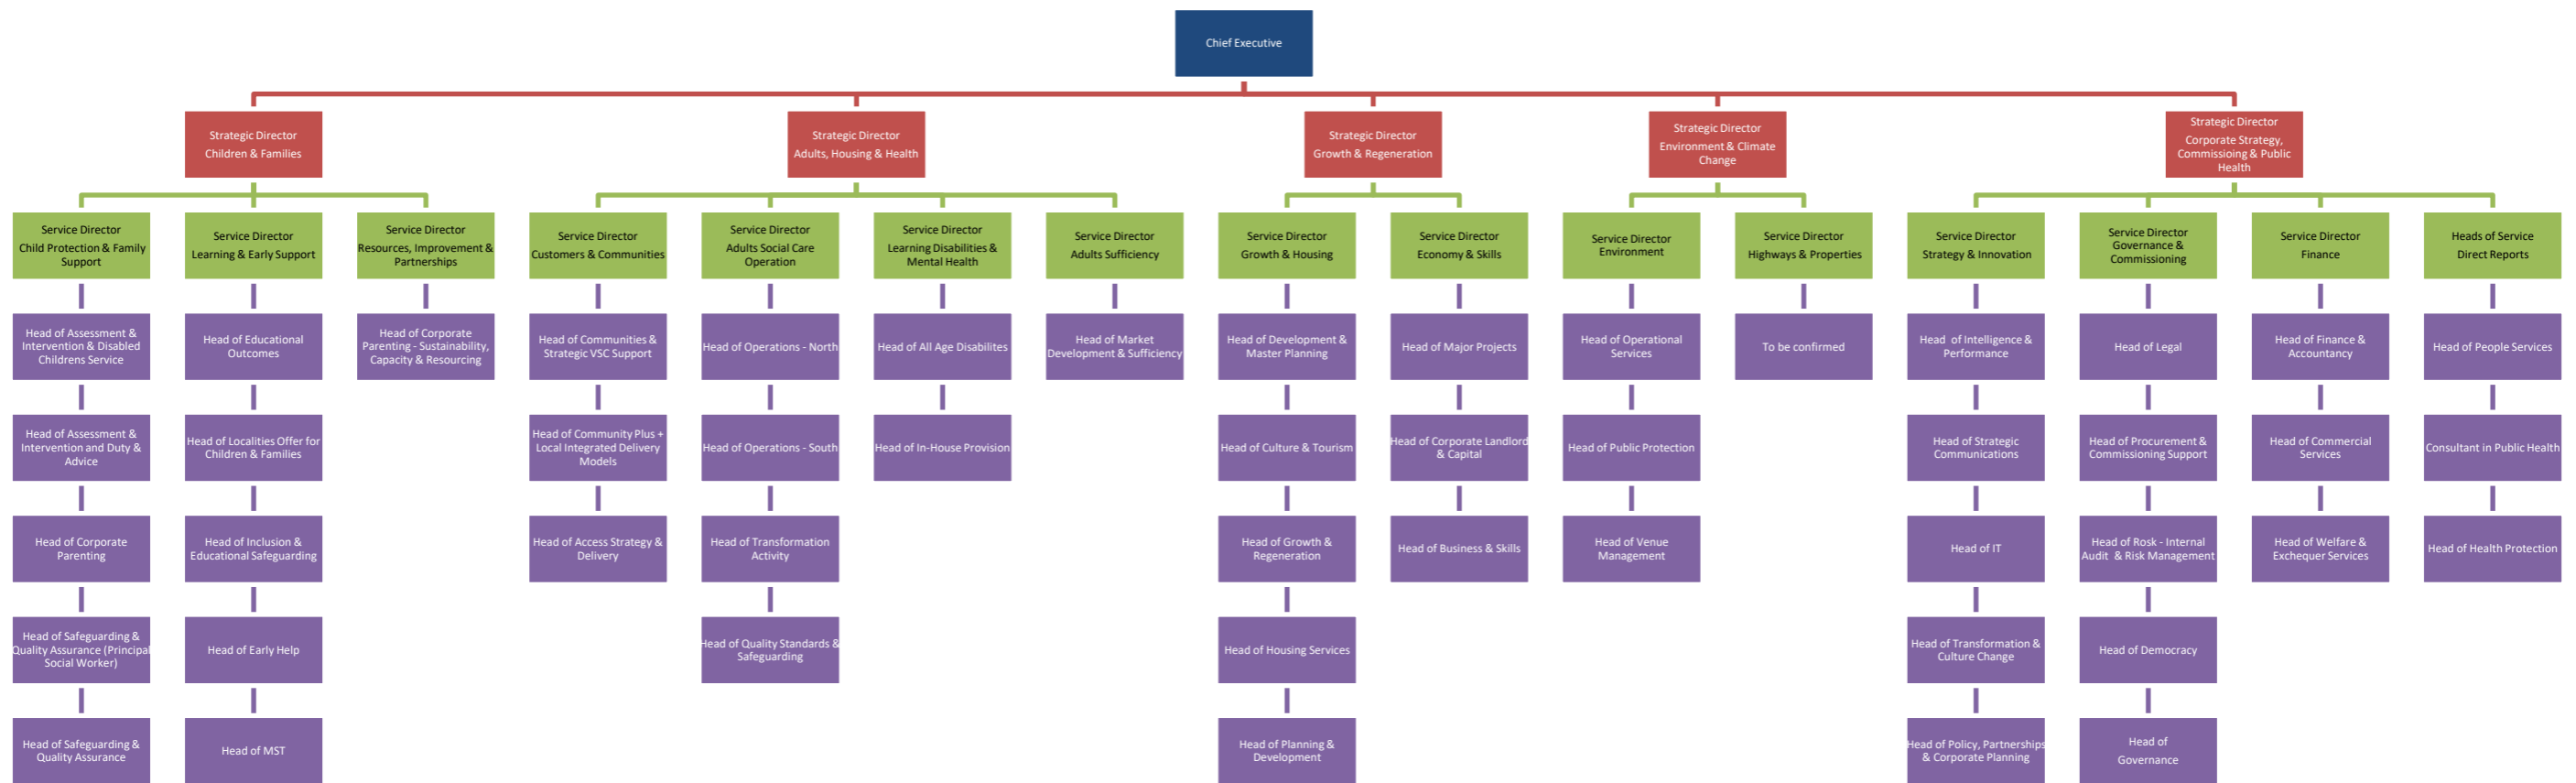 Chief Executive
Strategic Director
Children & Families
Strategic Director
Adults, Housing & Health
Strategic Director
Growth & Regeneration
Strategic Director
Environment & Climate
Change
Strategic Director
Corporate Strategy,
Commissioing & Public
Health
Service Director
Child Protection & Family
Support
Service Director
Learning & Early Support
Service Director
Resources, Improvement &
Partnerships
Service Director
Customers & Communities
Service Director
Adults Social Care
Operation
Service Director
Learning Disabilities &
Mental Health
Service Director
Adults Sufficiency
Service Director
Growth & Housing
Service Director
Economy & Skills
Service Director
Environment
Service Director
Highways & Properties
Service Director
Strategy & Innovation
Service Director
Governance &
Commissioning
Service Director
Finance
Heads of Service
Direct Reports
Head of Assessment &
Intervention & Disabled
Childrens Service
Head of Educational
Outcomes
Head of Corporate
Parenting - Sustainability,
Capacity & Resourcing
Head of Communities &
Strategic VSC Support
Head of Operations - North
Head of All Age Disabilites
Head of Market
Development & Sufficiency
Head of Development &
Master Planning
Head of Major Projects
Head of Operational
Services
To be confirmed
Head  of Intelligence &
Performance
Head of Legal
Head of Finance &
Accountancy
Head of People Services
Head of Assessment &
Intervention and Duty &
Advice
Head of Localities Offer for
Children & Families
Head of Community Plus +
Local Integrated Delivery
Models
Head of Operations - South
Head of In-House Provision
Head of Culture & Tourism
Head of Corporate Landlord
& Capital
Head of Public Protection
Head of Strategic
Communications
Head of Procurement &
Commissioning Support
Head of Commercial
Services
Consultant in Public Health
Head of Corporate
Parenting
Head of Inclusion &
Educational Safeguarding
Head of Access Strategy &
Delivery
Head of Transformation
Activity
Head of Growth &
Regeneration
Head of Business & Skills
Head of Venue
Management
Head of IT
Head of Rosk - Internal
Audit  & Risk Management
Head of Welfare &
Exchequer Services
Head of Health Protection
Head of Safeguarding &
Quality Assurance (Principal
Social Worker)
Head of Early Help
Head of Quality Standards &
Safeguarding
Head of Housing Services
Head of Transformation &
Culture Change
Head of Democracy
Head of Safeguarding &
Quality Assurance
Head of MST
Head of Planning &
Development
Head of Policy, Partnerships
& Corporate Planning
Head of
Governance